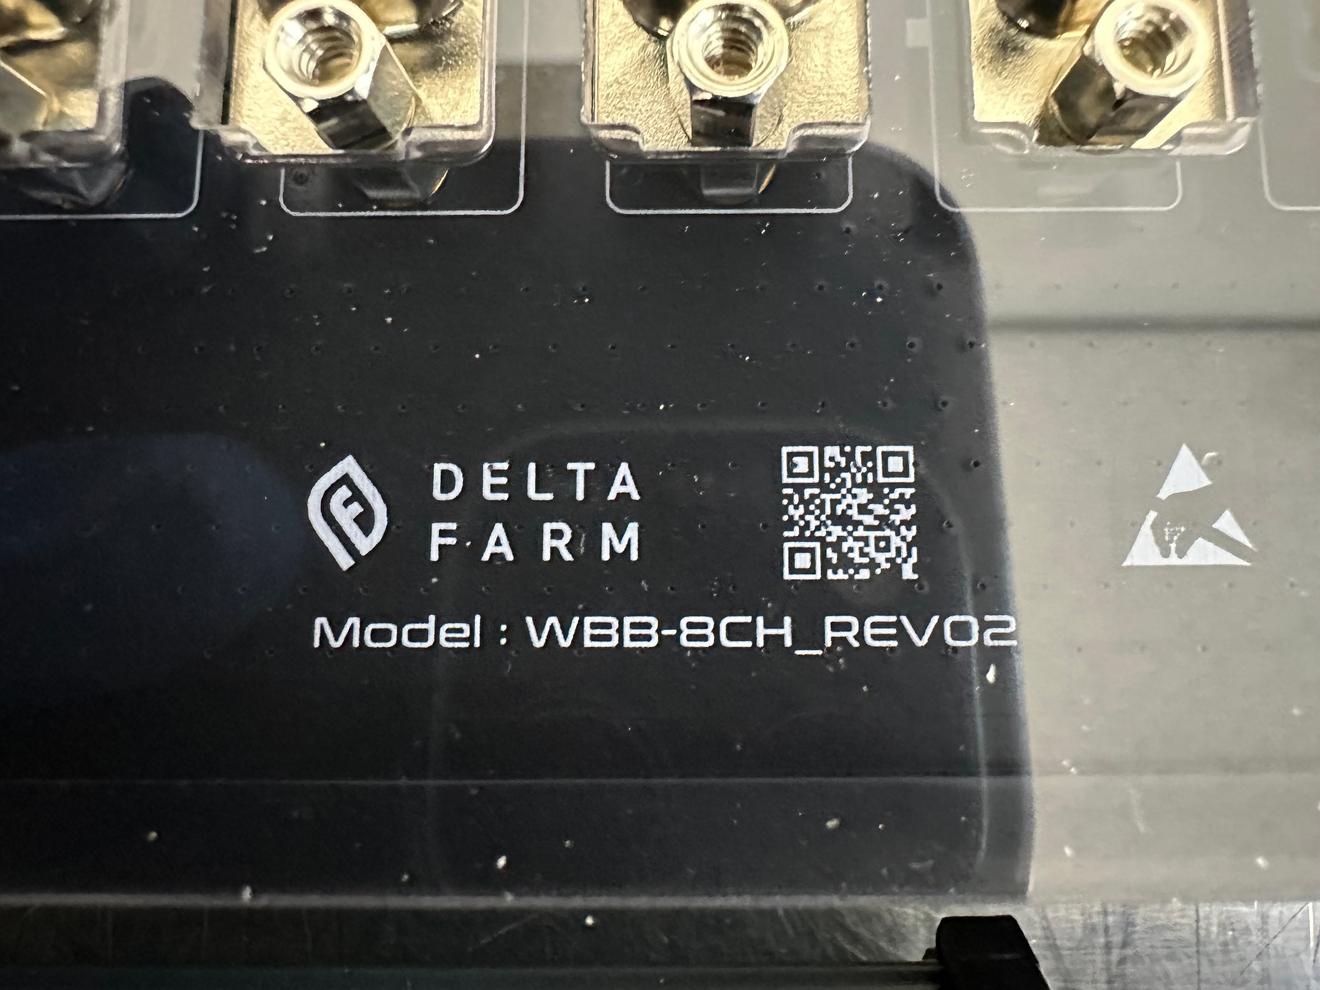 DELTA
FARM
Model : WBB-8CH_REV02